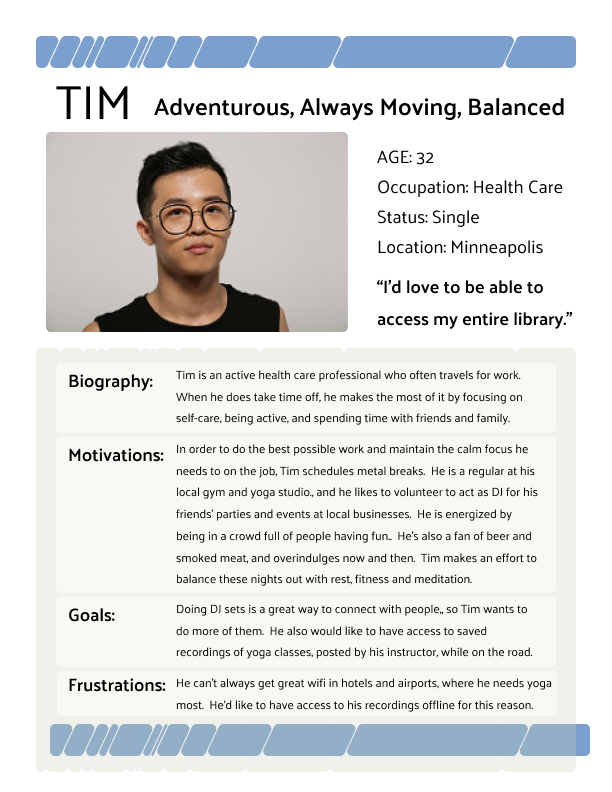 TIM Adventurous, Always Moving, Balanced
AGE: 32
Occupation: Health Care
Status: Single
Location: Minneapolis
“I’d love to be able to
access my entire library.”
Biography:
Tim is an active health care professional who often travels for work.
When he does take time off, he makes the most of it by focusing on
self-care, being active, and spending time with friends and family.
Motivations:
In order to do the best possible work and maintain the calm focus he
needs to on the job, Tim schedules metal breaks.  He is a regular at his
local gym and yoga studio., and he likes to volunteer to act as DJ for his
friends’ parties and events at local businesses.  He is energized by
being in a crowd full of people having fun..  He’s also a fan of beer and
smoked meat, and overindulges now and then.  Tim makes an effort to
balance these nights out with rest, fitness and meditation.
Goals:
Doing DJ sets is a great way to connect with people,, so Tim wants to
do more of them.  He also would like to have access to saved
recordings of yoga classes, posted by his instructor, while on the road.
Frustrations:
He can’t always get great wifi in hotels and airports, where he needs yoga
most.  He’d like to have access to his recordings offline for this reason.